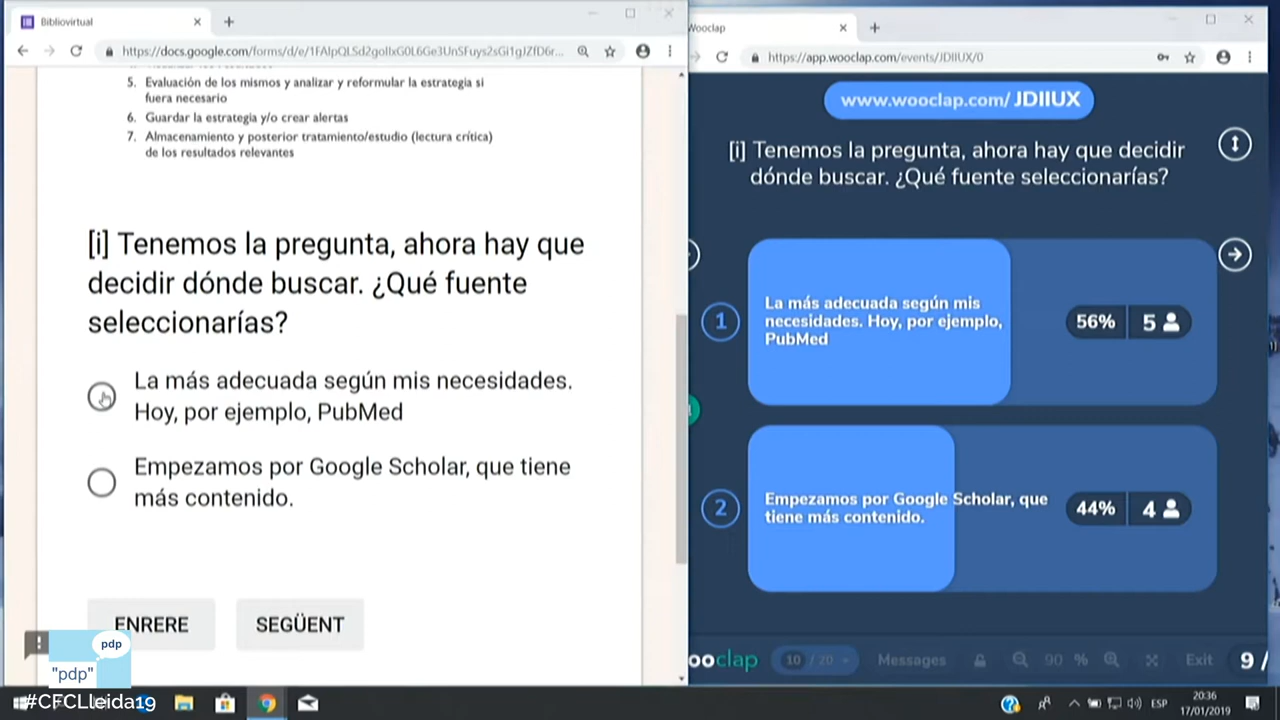 Bibliovirtual
https://docs.google.com/forms/d/e/1FAIpQLSd2gollxG0L6Ge3UnSFuys2sGi1gJZfD6r...
5. Evaluación de los mismos y analizar y reformular la estrategia si
fuera necesario
6. Guardar la estrategia y/o crear alertas
7. Almacenamiento y posterior tratamiento/estudio (lectura crítica)
de los resultados relevantes
[i] Tenemos la pregunta, ahora hay que
decidir dónde buscar. ¿Qué fuente
seleccionarías?
La más adecuada según mis necesidades.
Hoy, por ejemplo, PubMed
Empezamos por Google Scholar, que tiene
más contenido.
ENRERE SEGÜENT
pdp
"pdp"
#CFCLleida19
Wooclap
https://app.wooclap.com/events/JDIIUX/0
www.wooclap.com/ JDIIUX
[i] Tenemos la pregunta, ahora hay que decidir
dónde buscar. ¿Qué fuente seleccionarías?
1
La más adecuada según mis
necesidades. Hoy, por ejemplo,
PubMed
56% 5
2
Empezamos por Google Scholar, que
tiene más contenido.
44% 4
ooclap 10 / 20 Messages 90 % Exit 9 /
ESP
20:36
17/01/2019